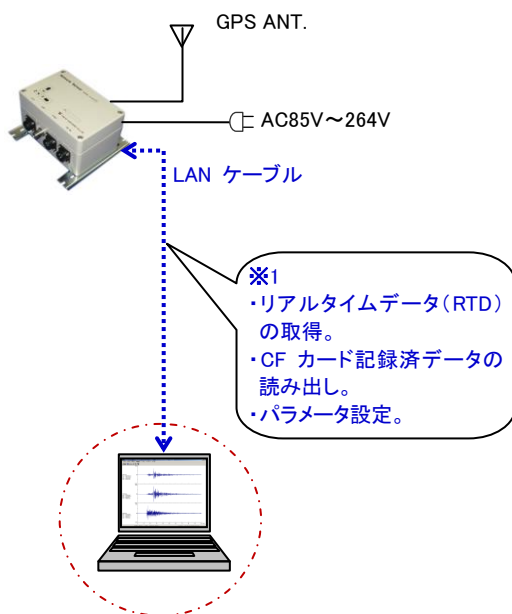 GPS ANT.
AC85V～264V
LAN ケーブル
※1
・リアルタイムデータ（RTD）
の取得。
・CF カード記録済データの
読み出し。
・パラメータ設定。